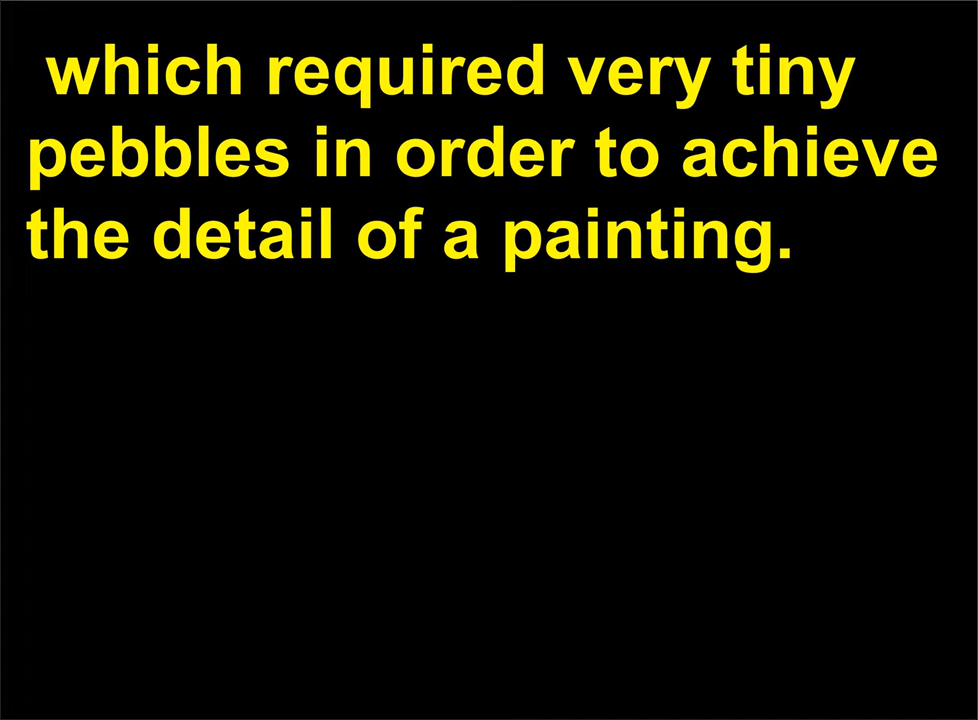 which required very tiny
pebbles in order to achieve
the detail of a painting.